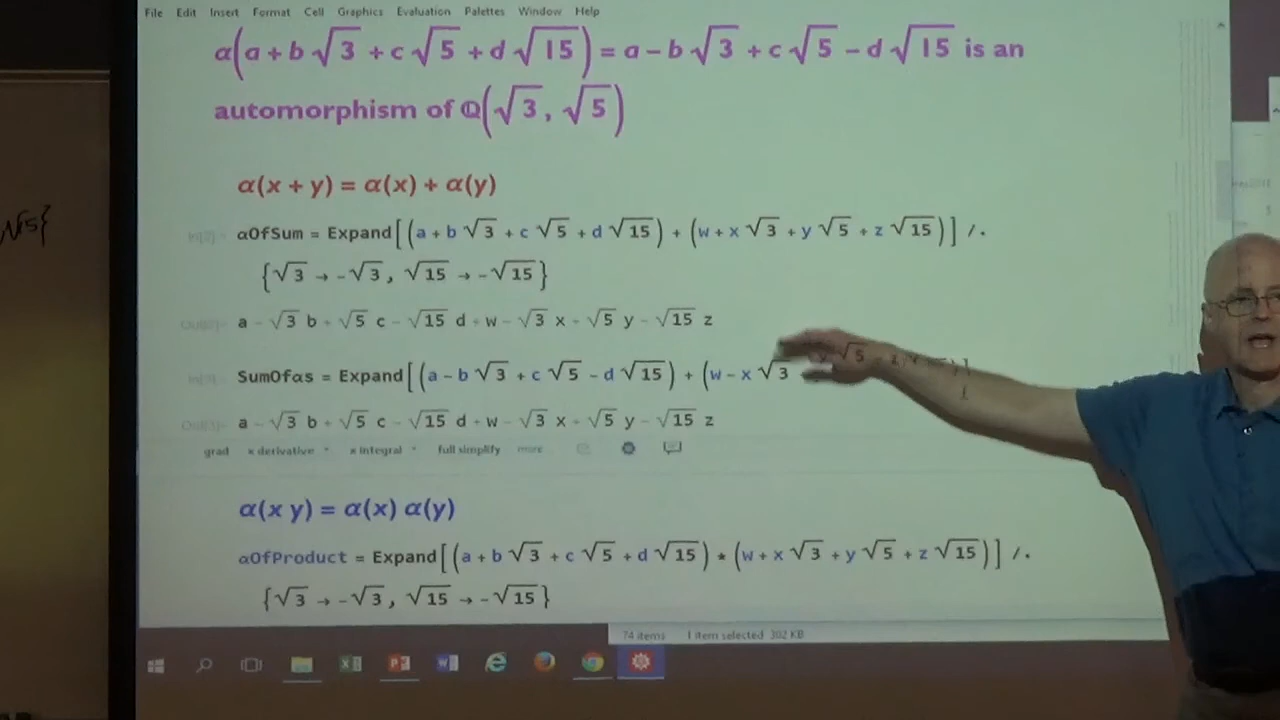 File Edit Insert Format Cell Graphics Evaluation Palettes Window Help
α(a + b √3 + c √5 + d √15) = a − b √3 + c √5 − d √15 is an
automorphism of ℚ(√3, √5)
α(x + y) = α(x) + α(y)
αOfSum = Expand[(a + b √3 + c √5 + d √15) + (w + x √3 + y √5 + z √15)] /.
{√3 → -√3, √15 → -√15}
a - √3 b + √5 c - √15 d + w - √3 x + √5 y - √15 z
SumOfαs = Expand[(a - b √3 + c √5 - d √15) + (w - x √3
a - √3 b + √5 c - √15 d + w - √3 x + √5 y - √15 z
grad x derivative x integral full simplify more
α(x y) = α(x) α(y)
αOfProduct = Expand[(a + b √3 + c √5 + d √15) * (w + x √3 + y √5 + z √15)] /.
{√3 → -√3, √15 → -√15}
74 items 1 item selected 302 KB